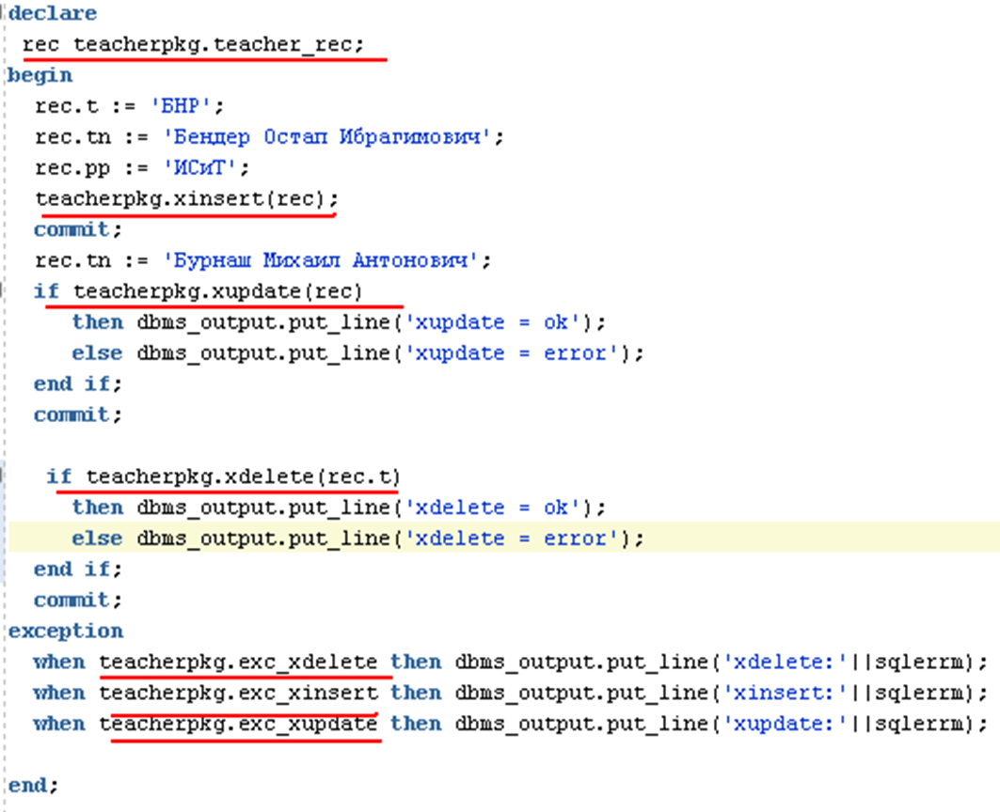 declare
rec teacherpkg.teacher_rec;
begin
rec.t := 'БНР';
rec.tn := 'Бендер Остап Ибрагимович';
rec.pp := 'ИСиТ';
teacherpkg.xinsert(rec);
commit;
rec.tn := 'Бурнаш Михаил Антонович';
if teacherpkg.xupdate(rec)
then dbms_output.put_line('xupdate = ok');
else dbms_output.put_line('xupdate = error');
end if;
commit;
if teacherpkg.xdelete(rec.t)
then dbms_output.put_line('xdelete = ok');
else dbms_output.put_line('xdelete = error');
end if;
commit;
exception
when teacherpkg.exc_xdelete then dbms_output.put_line('xdelete:'||sqlerrm);
when teacherpkg.exc_xinsert then dbms_output.put_line('xinsert:'||sqlerrm);
when teacherpkg.exc_xupdate then dbms_output.put_line('xupdate:'||sqlerrm);
end;